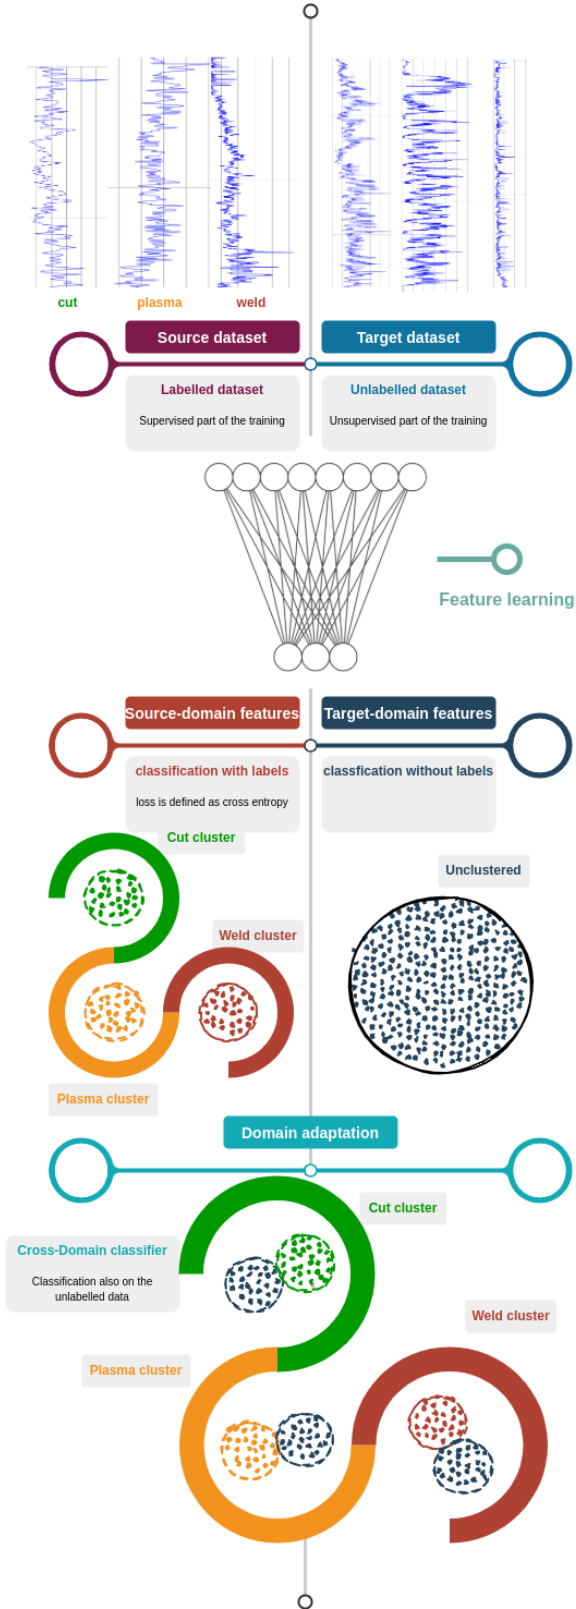 cut
plasma
weld
Source dataset
Target dataset
Labelled dataset
Supervised part of the training
Unlabelled dataset
Unsupervised part of the training
Feature learning
Source-domain features
Target-domain features
classification with labels
loss is defined as cross entropy
classfication without labels
Cut cluster
Unclustered
Weld cluster
Plasma cluster
Domain adaptation
Cut cluster
Cross-Domain classifier
Classification also on the
unlabelled data
Weld cluster
Plasma cluster